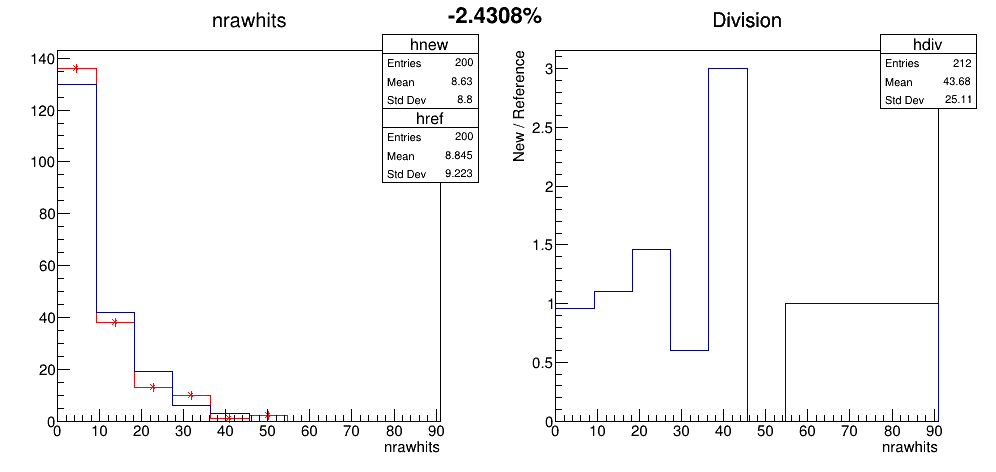 -2.4308%
nrawhits
hnew
Entries 200
Mean 8.63
Std Dev 8.8
href
Entries 200
Mean 8.845
Std Dev 9.223
140
120
100
80
60
40
20
0
0 10 20 30 40 50 60 70 80 90
nrawhits
Division
hdiv
Entries 212
Mean 43.68
Std Dev 25.11
New / Reference
3
2.5
2
1.5
1
0.5
0
0 10 20 30 40 50 60 70 80 90
nrawhits